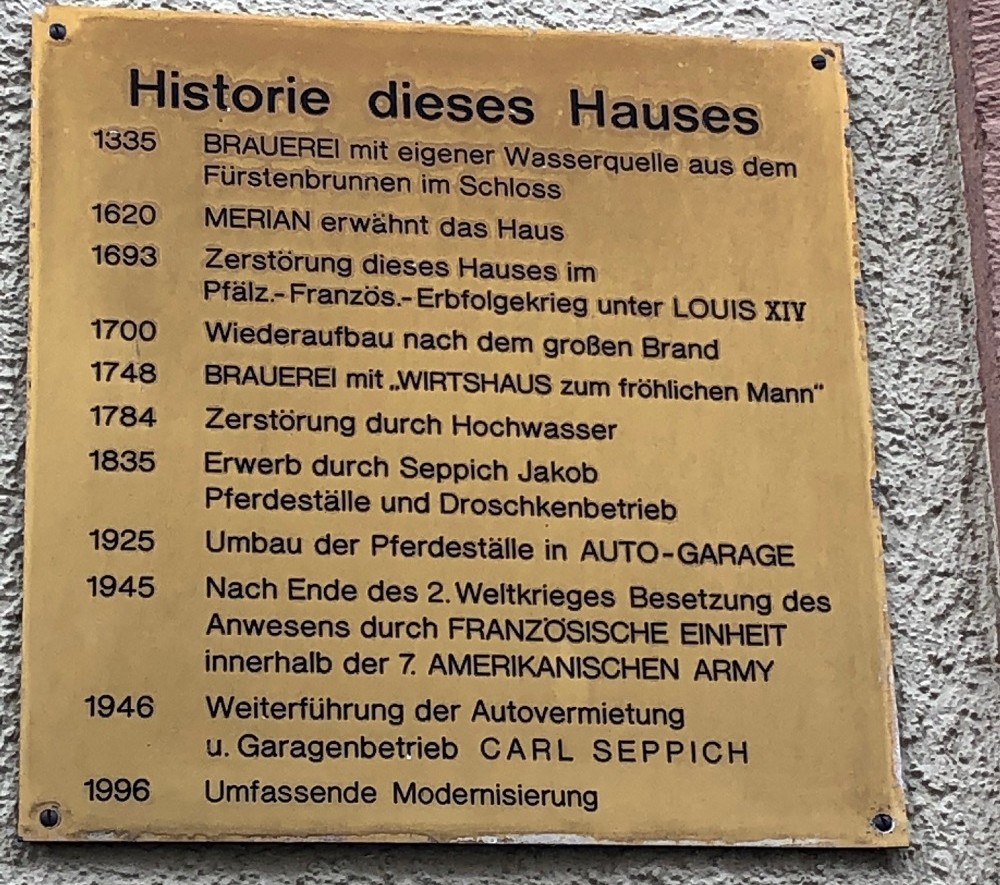 Historie dieses Hauses
1335 BRAUEREI mit eigener Wasserquelle aus dem
Fürstenbrunnen im Schloss
1620 MERIAN erwähnt das Haus
1693 Zerstörung dieses Hauses im
Pfälz.-Französ.-Erbfolgekrieg unter LOUIS XIV
1700 Wiederaufbau nach dem großen Brand
1748 BRAUEREI mit „WIRTSHAUS zum fröhlichen Mann“
1784 Zerstörung durch Hochwasser
1835 Erwerb durch Seppich Jakob
Pferdeställe und Droschkenbetrieb
1925 Umbau der Pferdeställe in AUTO-GARAGE
1945 Nach Ende des 2. Weltkrieges Besetzung des
Anwesens durch FRANZÖSISCHE EINHEIT
innerhalb der 7. AMERIKANISCHEN ARMY
1946 Weiterführung der Autovermietung
u. Garagenbetrieb CARL SEPPICH
1996 Umfassende Modernisierung